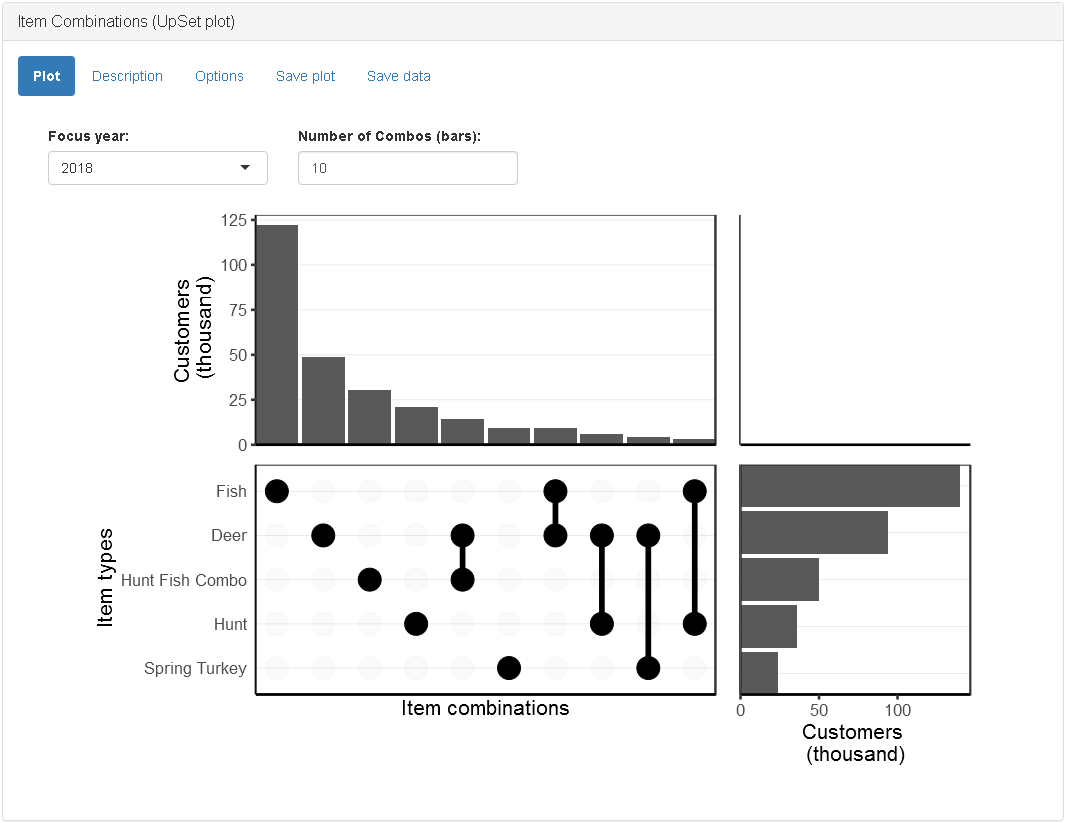 Item Combinations (UpSet plot)
Plot Description Options Save plot Save data
Focus year: Number of Combos (bars):
2018 10
125
100
75
50
25
0
Customers
(thousand)
Fish
Deer
Hunt Fish Combo
Hunt
Spring Turkey
Item types
Item combinations
0 50 100
Customers
(thousand)